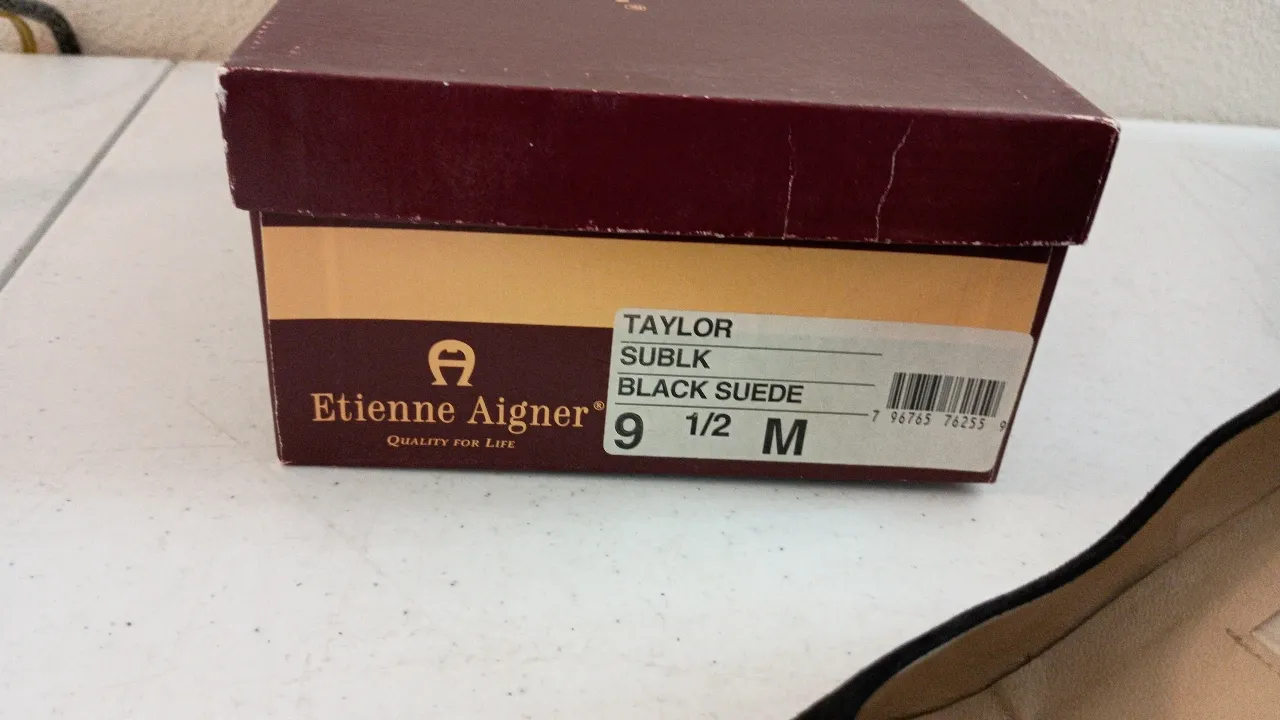 Etienne Aigner®
QUALITY FOR LIFE
TAYLOR
SUBLK
BLACK SUEDE
9 1/2 M
7 96765 76255 9